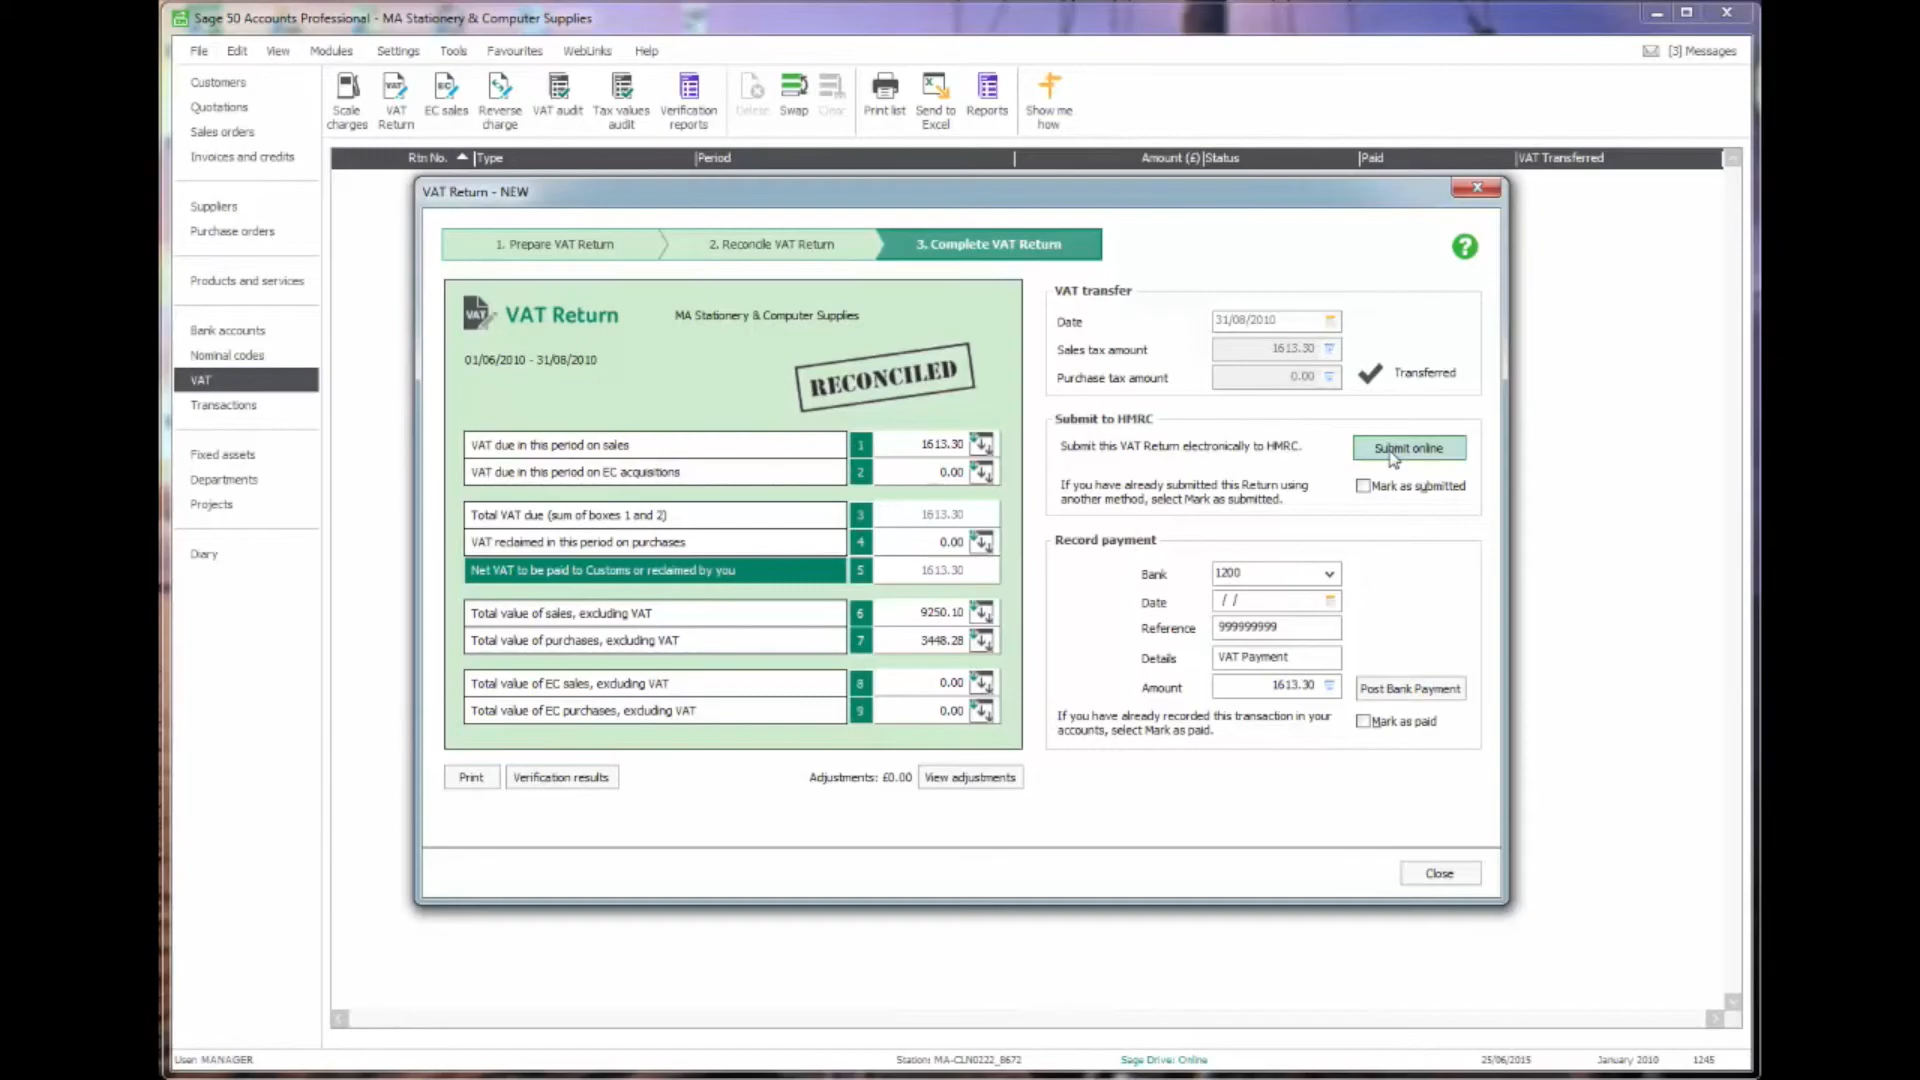 Sage 50 Accounts Professional - MA Stationery & Computer Supplies
File Edit View Modules Settings Tools Favourites WebLinks Help
[3] Messages
Customers
Quotations
Sales orders
Invoices and credits
Suppliers
Purchase orders
Products and services
Bank accounts
Nominal codes
VAT
Transactions
Fixed assets
Departments
Projects
Diary
Scale charges
VAT Return
EC sales
Reverse charge
VAT audit
Tax values audit
Verification reports
Delete
Swap
Clear
Print list
Send to Excel
Reports
Show me how
Rtn No. Type Period Amount (£) Status Paid VAT Transferred
VAT Return - NEW
1. Prepare VAT Return
2. Reconcile VAT Return
3. Complete VAT Return
?
VAT
VAT Return
MA Stationery & Computer Supplies
01/06/2010 - 31/08/2010
RECONCILED
VAT due in this period on sales 1 1613.30
VAT due in this period on EC acquisitions 2 0.00
Total VAT due (sum of boxes 1 and 2) 3 1613.30
VAT reclaimed in this period on purchases 4 0.00
Net VAT to be paid to Customs or reclaimed by you 5 1613.30
Total value of sales, excluding VAT 6 9250.10
Total value of purchases, excluding VAT 7 3448.28
Total value of EC sales, excluding VAT 8 0.00
Total value of EC purchases, excluding VAT 9 0.00
Print
Verification results
Adjustments: £0.00
View adjustments
VAT transfer
Date 31/08/2010
Sales tax amount 1613.30
Purchase tax amount 0.00
Transferred
Submit to HMRC
Submit this VAT Return electronically to HMRC.
Submit online
If you have already submitted this Return using
another method, select Mark as submitted.
Mark as submitted
Record payment
Bank 1200
Date / /
Reference 999999999
Details VAT Payment
Amount 1613.30
Post Bank Payment
If you have already recorded this transaction in your
accounts, select Mark as paid.
Mark as paid
Close
User: MANAGER
Station: MA-CLN0222_8672
Sage Drive: Online
25/06/2015
January 2010
1245